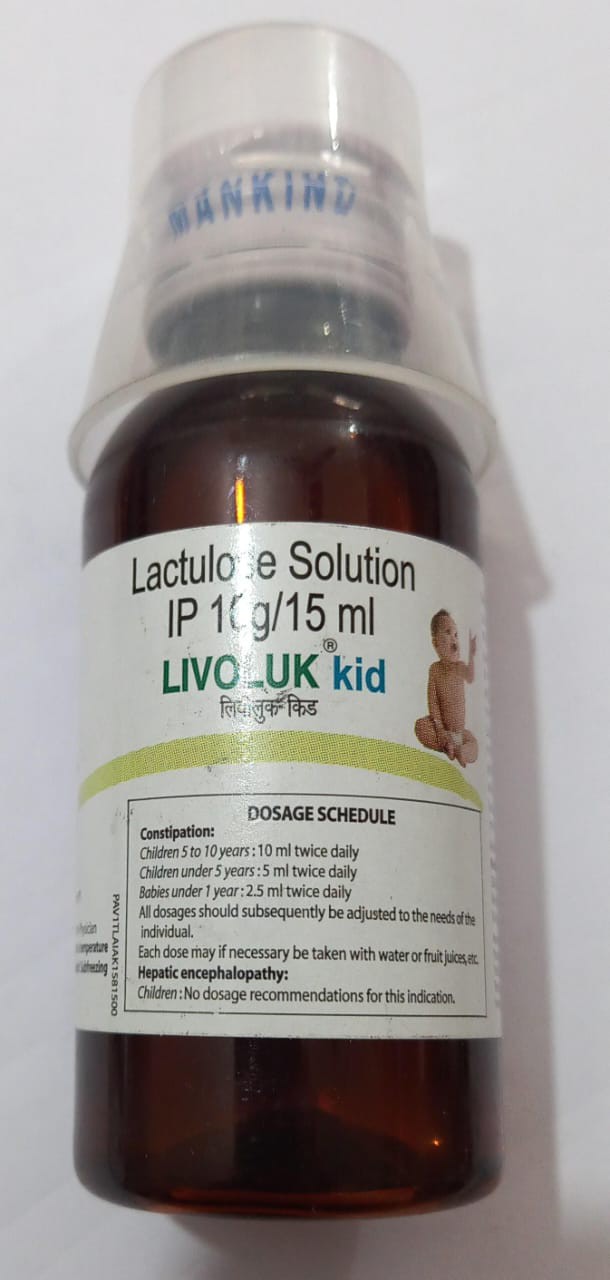 MANKIND
Lactulose Solution
IP 10g/15 ml
LIVOLUK® kid
लिवोलुक किड
DOSAGE SCHEDULE
Constipation:
Children 5 to 10 years : 10 ml twice daily
Children under 5 years : 5 ml twice daily
Babies under 1 year : 2.5 ml twice daily
All dosages should subsequently be adjusted to the needs of the
individual.
Each dose may if necessary be taken with water or fruit juices, etc.
Hepatic encephalopathy:
Children : No dosage recommendations for this indication.
Physician
temperature
Subfreezing